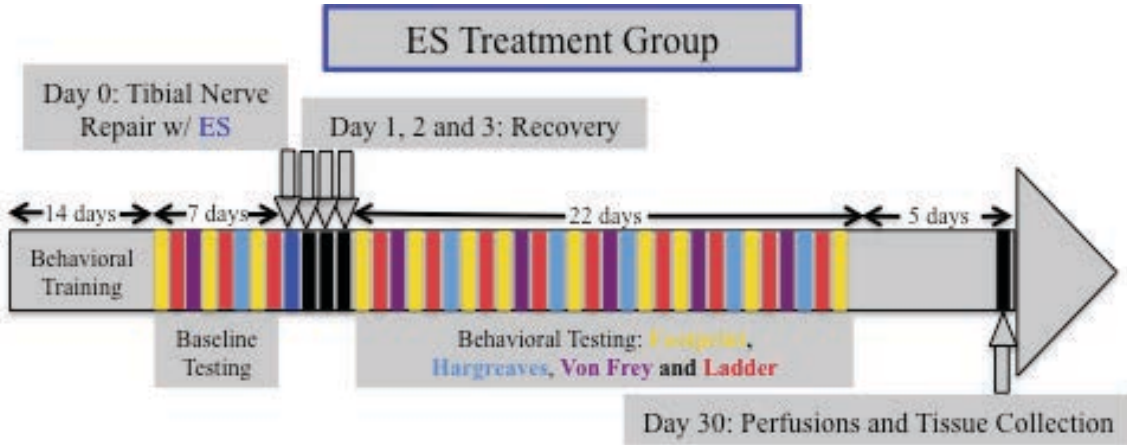 ES Treatment Group
Day 0: Tibial Nerve
Repair w/ ES
Day 1, 2 and 3: Recovery
14 days
7 days
22 days
5 days
Behavioral
Training
Baseline
Testing
Behavioral Testing: Footprint,
Hargreaves, Von Frey and Ladder
Day 30: Perfusions and Tissue Collection